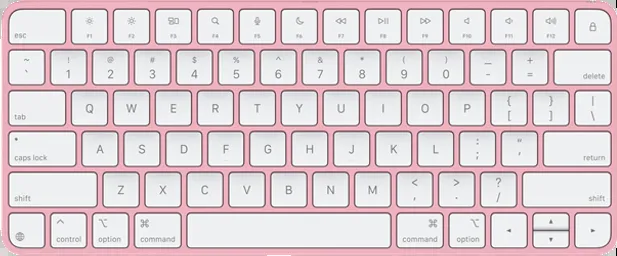 esc F1 F2 F3 F4 F5 F6 F7 F8 F9 F10 F11 F12
~ ` ! 1 @ 2 # 3 $ 4 % 5 ^ 6 & 7 * 8 ( 9 ) 0 _ - + = delete
tab Q W E R T Y U I O P { [ } ] | \
caps lock A S D F G H J K L : ; " ' return
shift Z X C V B N M < , > . ? / shift
^ control ⌥ option ⌘ command ⌘ command ⌥ option ◄ ▲ ▼ ►